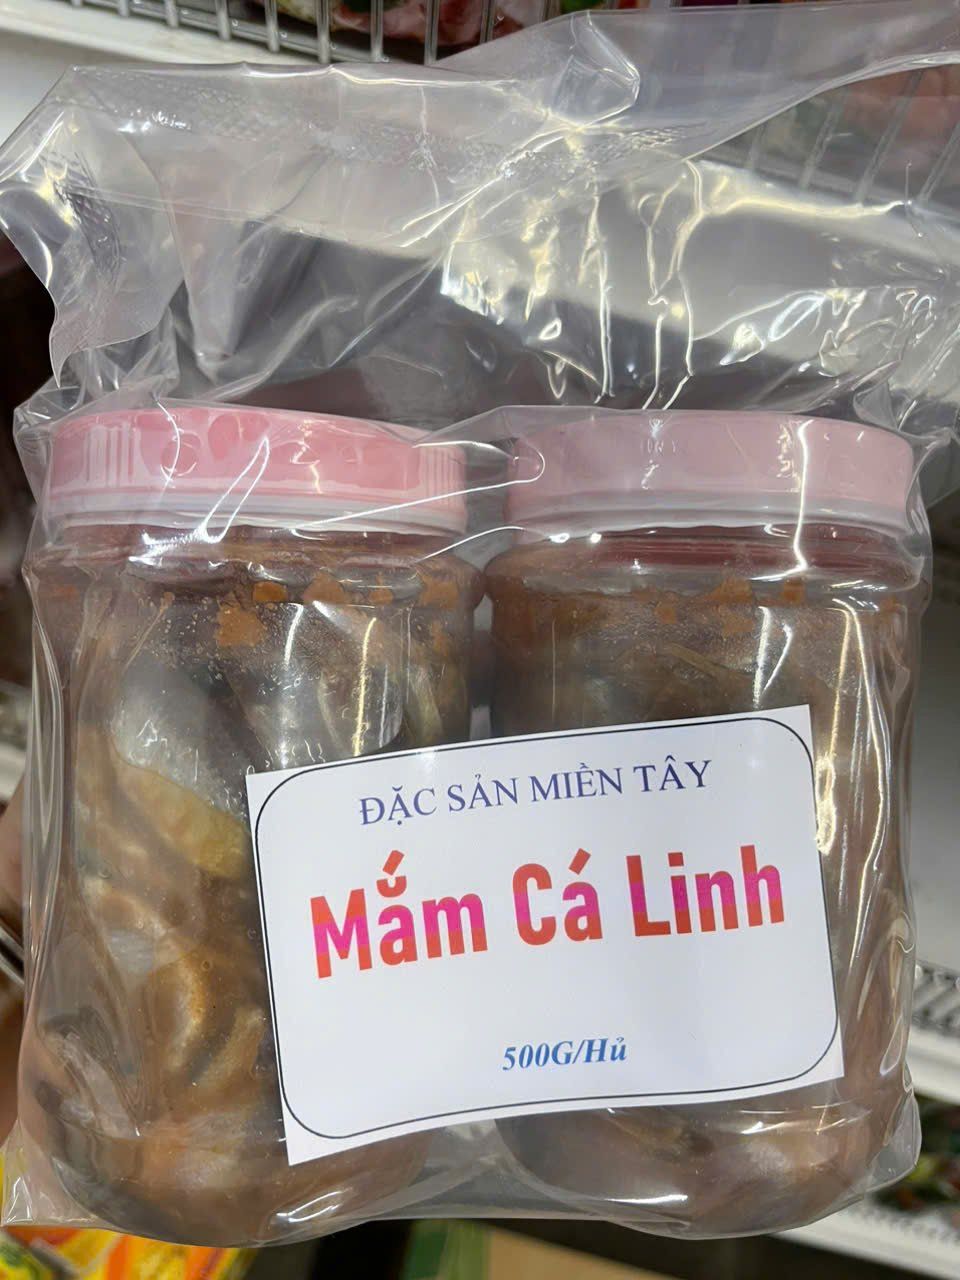 ĐẶC SẢN MIỀN TÂY
Mắm Cá Linh
500G/Hủ